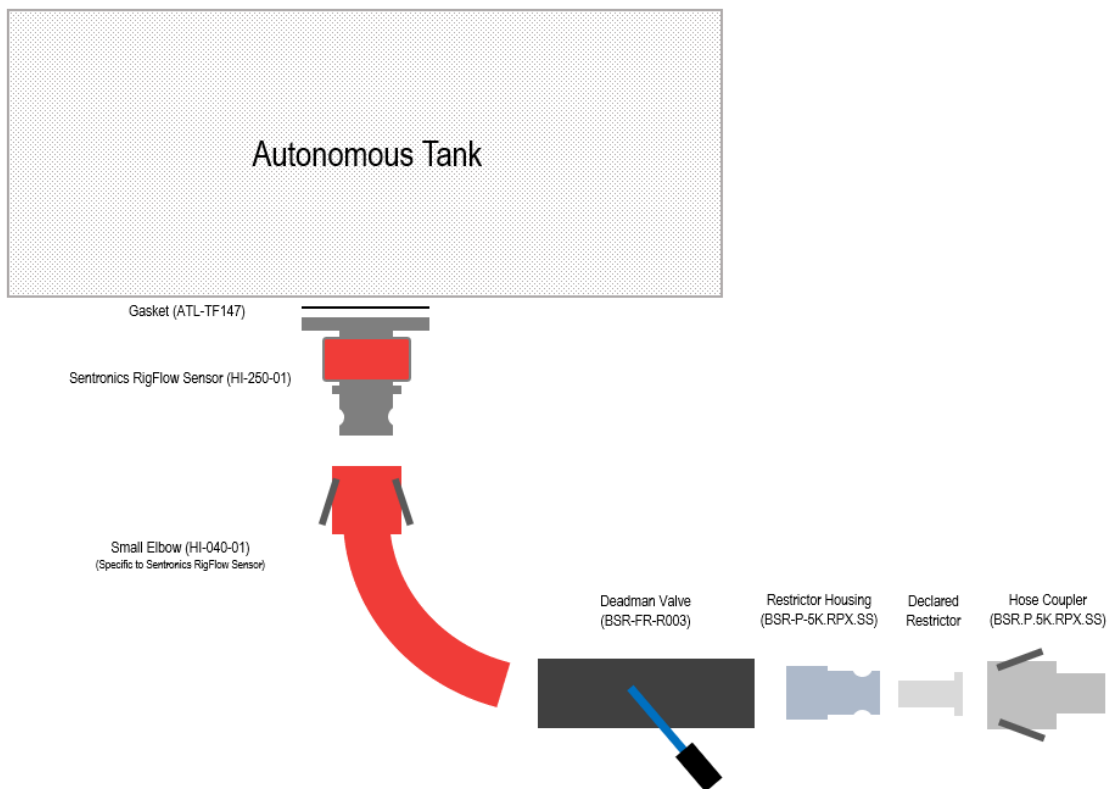 Autonomous Tank
Gasket (ATL-TF147)
Sentronics RigFlow Sensor (HI-250-01)
Small Elbow (HI-040-01)
(Specific to Sentronics RigFlow Sensor)
Deadman Valve
(BSR-FR-R003)
Restrictor Housing
(BSR-P-5K.RPX.SS)
Declared
Restrictor
Hose Coupler
(BSR.P.5K.RPX.SS)